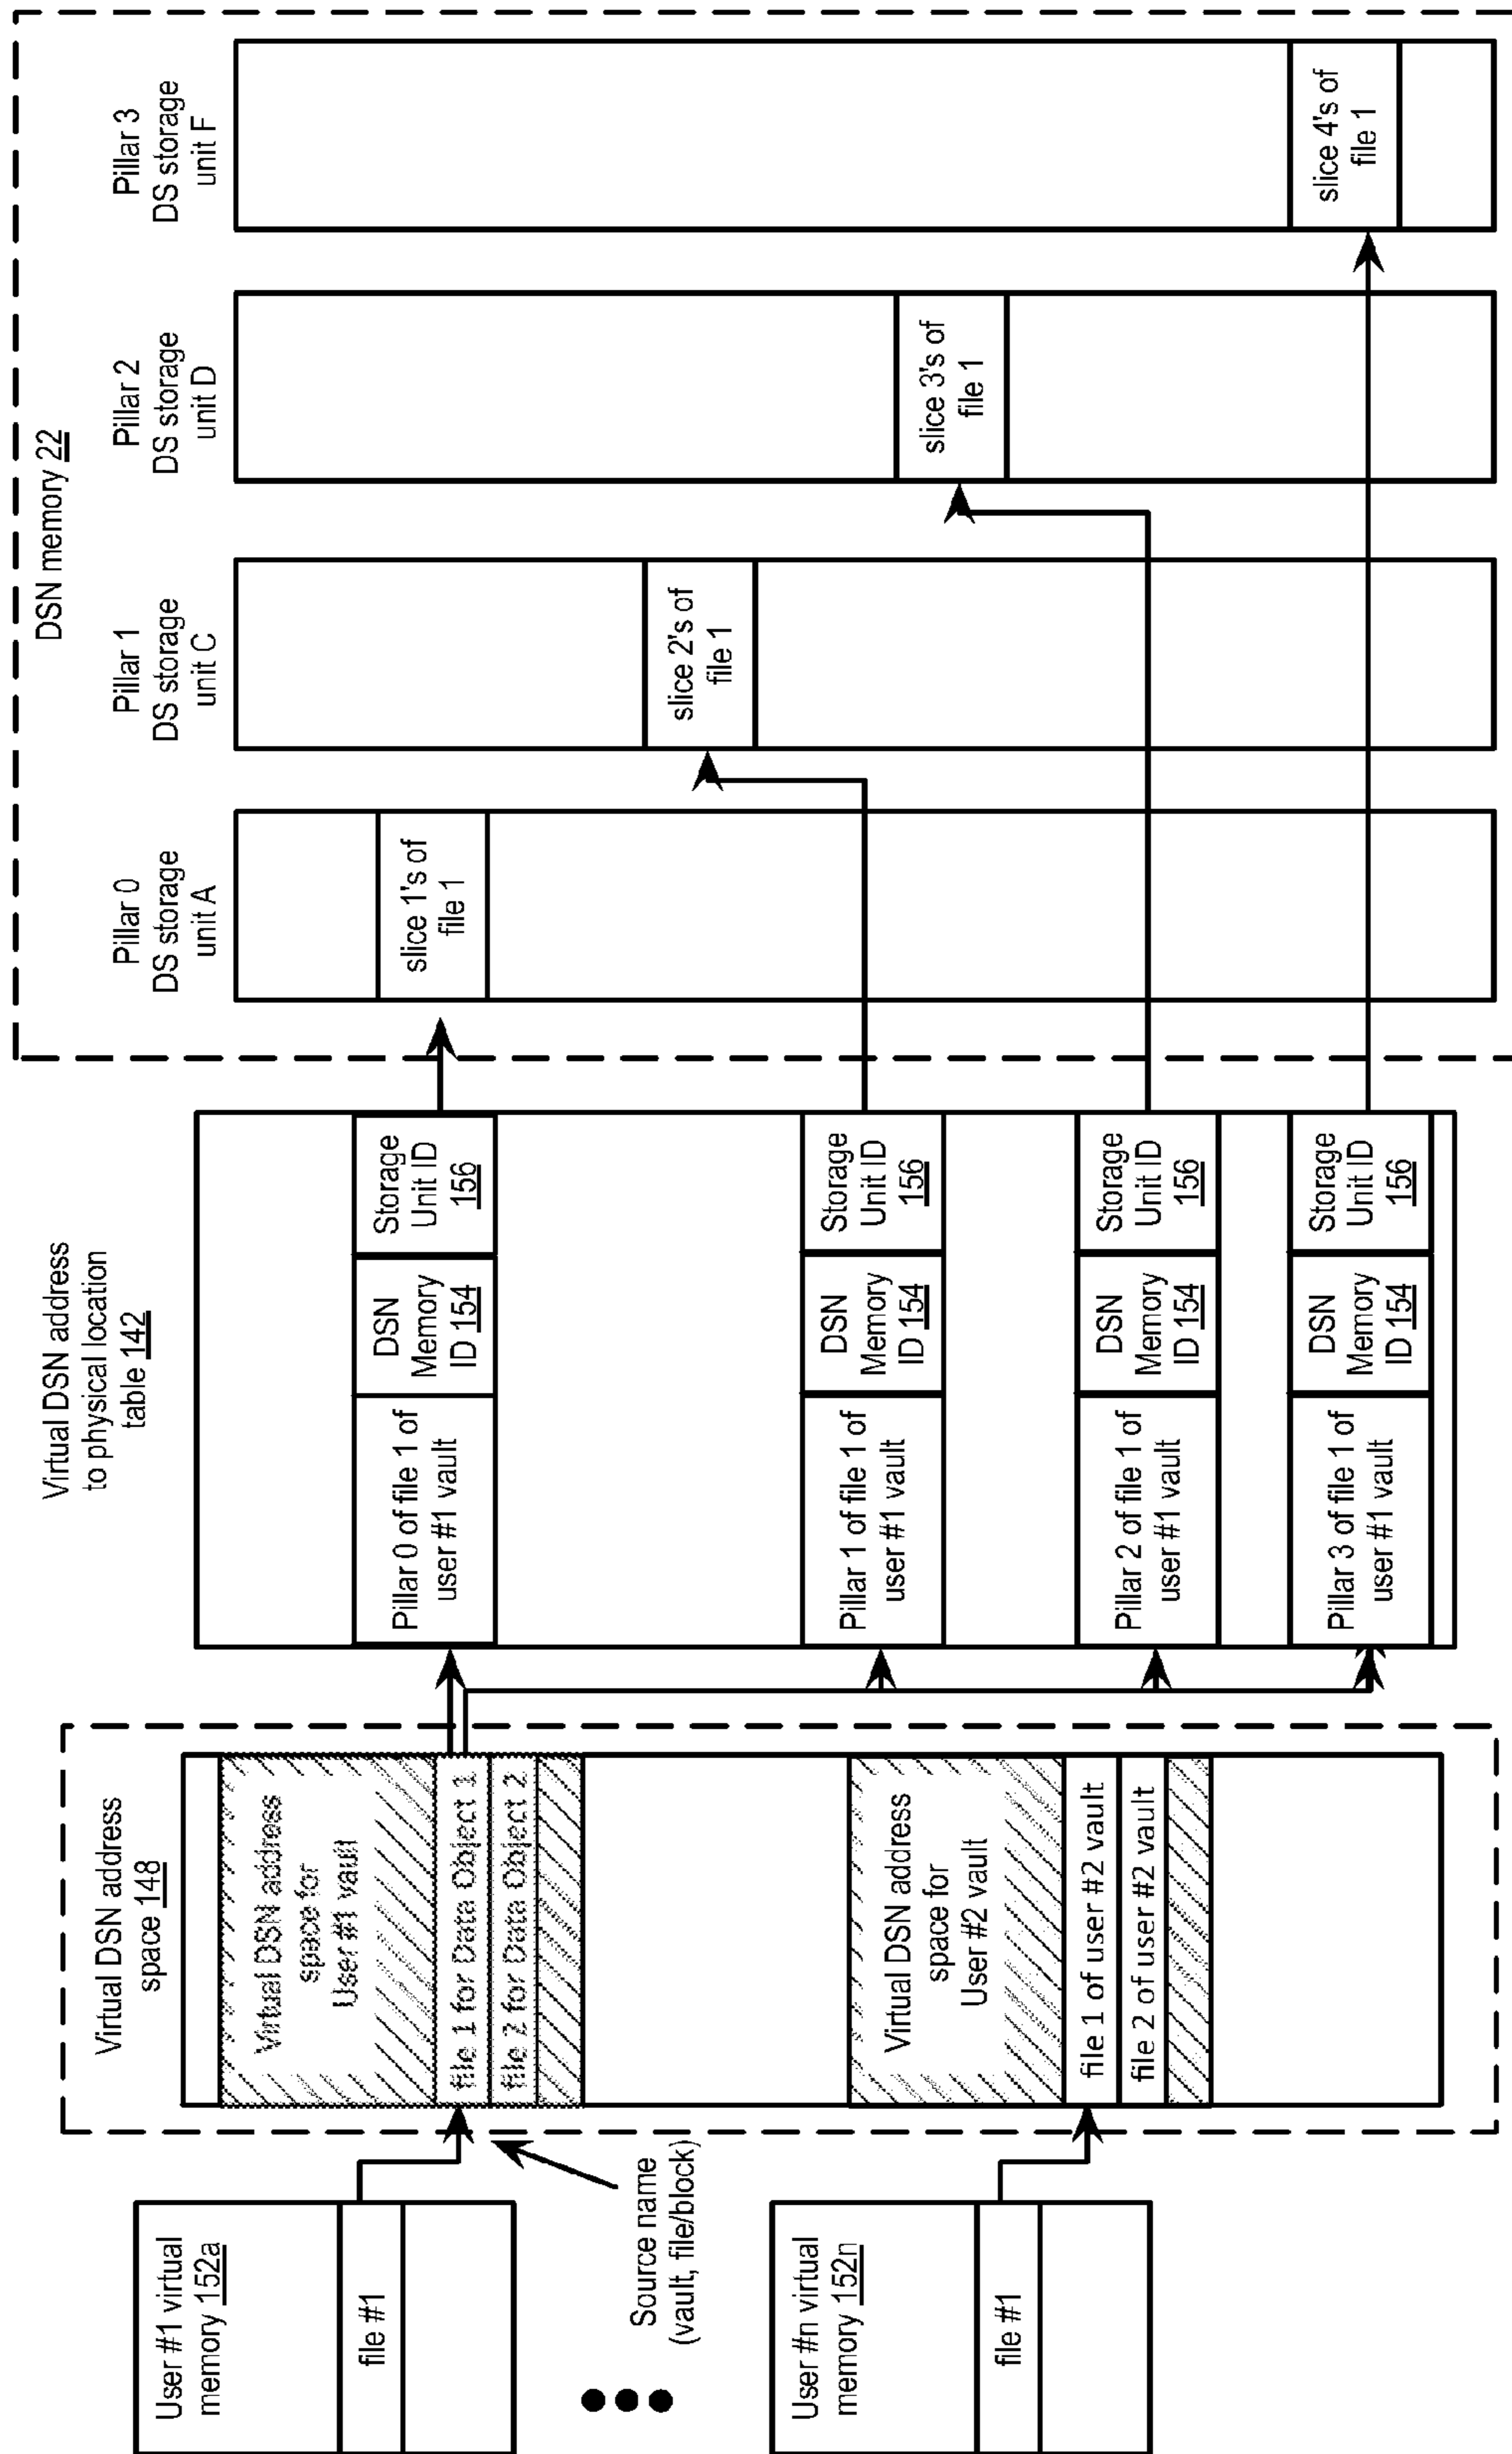 User #1 virtual
memory 152a
file #1
Source name
(vault, file/block)
User #n virtual
memory 152n
file #1
Virtual DSN address
space 148
Virtual DSN address
space for
User #1 vault
file 1 for Data Object 1
file 2 for Data Object 2
Virtual DSN address
space for
User #2 vault
file 1 of user #2 vault
file 2 of user #2 vault
Virtual DSN address
to physical location
table 142
Pillar 0 of file 1 of
user #1 vault
DSN
Memory
ID 154
Storage
Unit ID
156
Pillar 1 of file 1 of
user #1 vault
DSN
Memory
ID 154
Storage
Unit ID
156
Pillar 2 of file 1 of
user #1 vault
DSN
Memory
ID 154
Storage
Unit ID
156
Pillar 3 of file 1 of
user #1 vault
DSN
Memory
ID 154
Storage
Unit ID
156
DSN memory 22
Pillar 0
DS storage
unit A
slice 1's of
file 1
Pillar 1
DS storage
unit C
slice 2's of
file 1
Pillar 2
DS storage
unit D
slice 3's of
file 1
Pillar 3
DS storage
unit F
slice 4's of
file 1